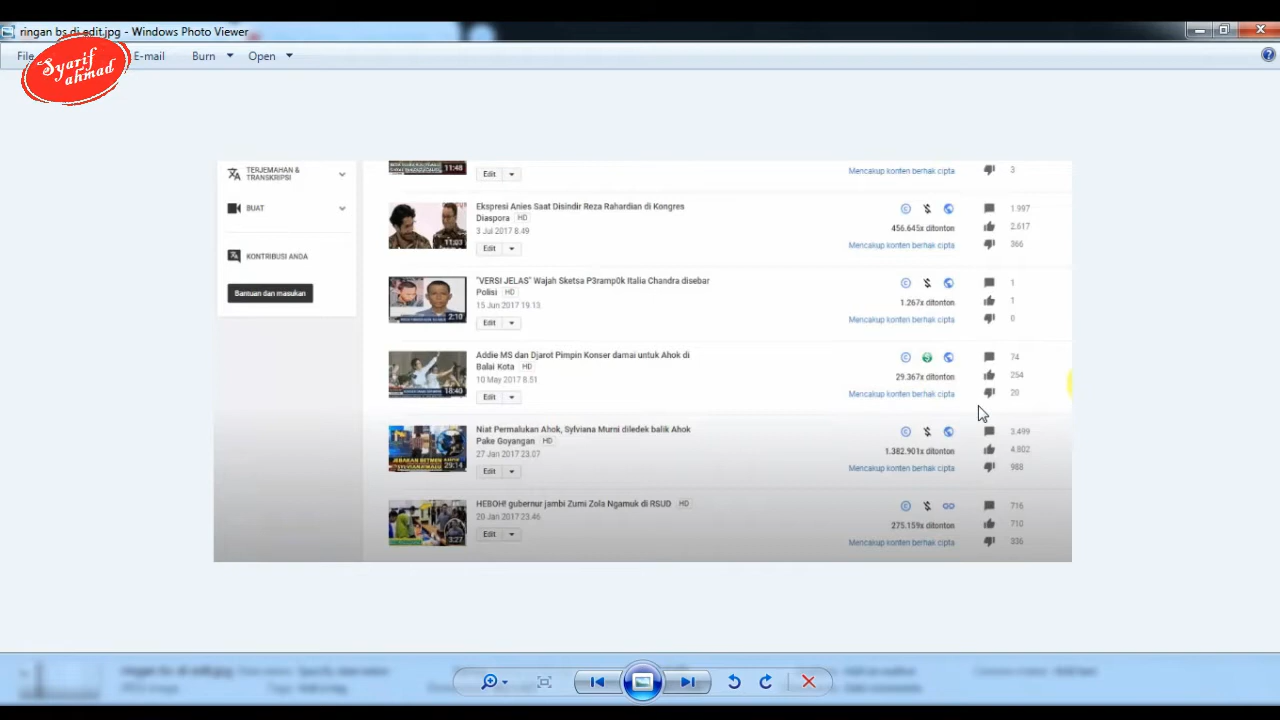 ringan bs di edit.jpg - Windows Photo Viewer
File
E-mail
Burn
Open
Syarif
ahmad
TERJEMAHAN &
TRANSKRIPSI
BUAT
KONTRIBUSI ANDA
Bantuan dan masukan
11:48
Edit
Mencakup konten berhak cipta
3
Ekspresi Anies Saat Disindir Reza Rahardian di Kongres
Diaspora HD
3 Jul 2017 8.49
11:03
Edit
456.645x ditonton
Mencakup konten berhak cipta
1.997
2.617
366
"VERSI JELAS" Wajah Sketsa P3ramp0k Italia Chandra disebar
Polisi HD
15 Jun 2017 19.13
2:10
Edit
1.267x ditonton
Mencakup konten berhak cipta
1
1
0
Addie MS dan Djarot Pimpin Konser damai untuk Ahok di
Balai Kota HD
10 May 2017 8.51
18:40
Edit
29.367x ditonton
Mencakup konten berhak cipta
74
254
20
Niat Permalukan Ahok, Sylviana Murni diledek balik Ahok
Pake Goyangan HD
27 Jan 2017 23.07
JEBAKAN BETMEN
29:14
Edit
1.382.901x ditonton
Mencakup konten berhak cipta
3.499
4.802
988
HEBOH! gubernur jambi Zumi Zola Ngamuk di RSUD HD
20 Jan 2017 23.46
3:27
Edit
275.159x ditonton
Mencakup konten berhak cipta
716
710
336